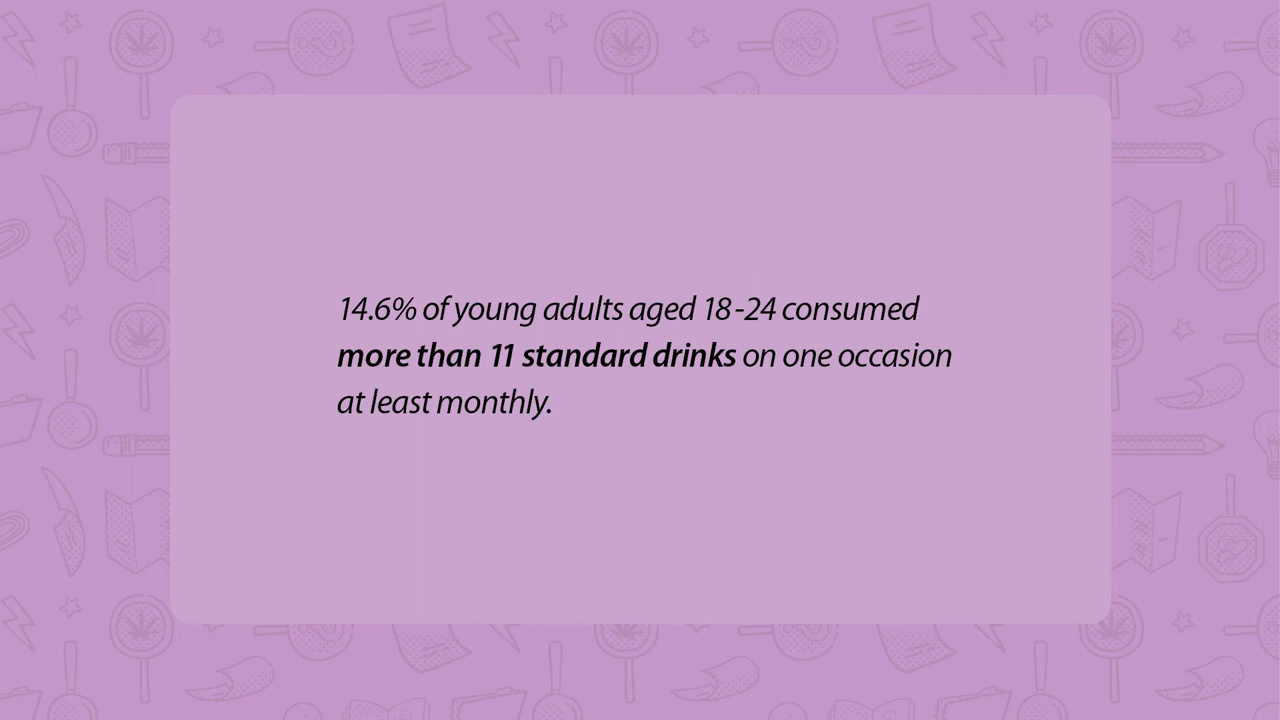 14.6% of young adults aged 18-24 consumed
more than 11 standard drinks on one occasion
at least monthly.